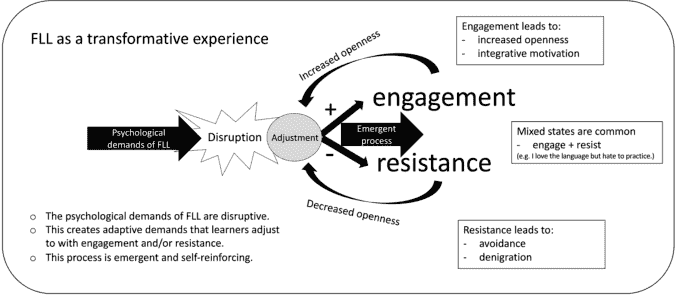 FLL as a transformative experience
Increased openness
Engagement leads to:
- increased openness
- integrative motivation
+
engagement
Psychological
demands of FLL
Disruption
Adjustment
Emergent
process
Mixed states are common
- engage + resist
(e.g. I love the language but hate to practice.)
-
resistance
Decreased openness
o The psychological demands of FLL are disruptive.
o This creates adaptive demands that learners adjust
to with engagement and/or resistance.
o This process is emergent and self-reinforcing.
Resistance leads to:
- avoidance
- denigration